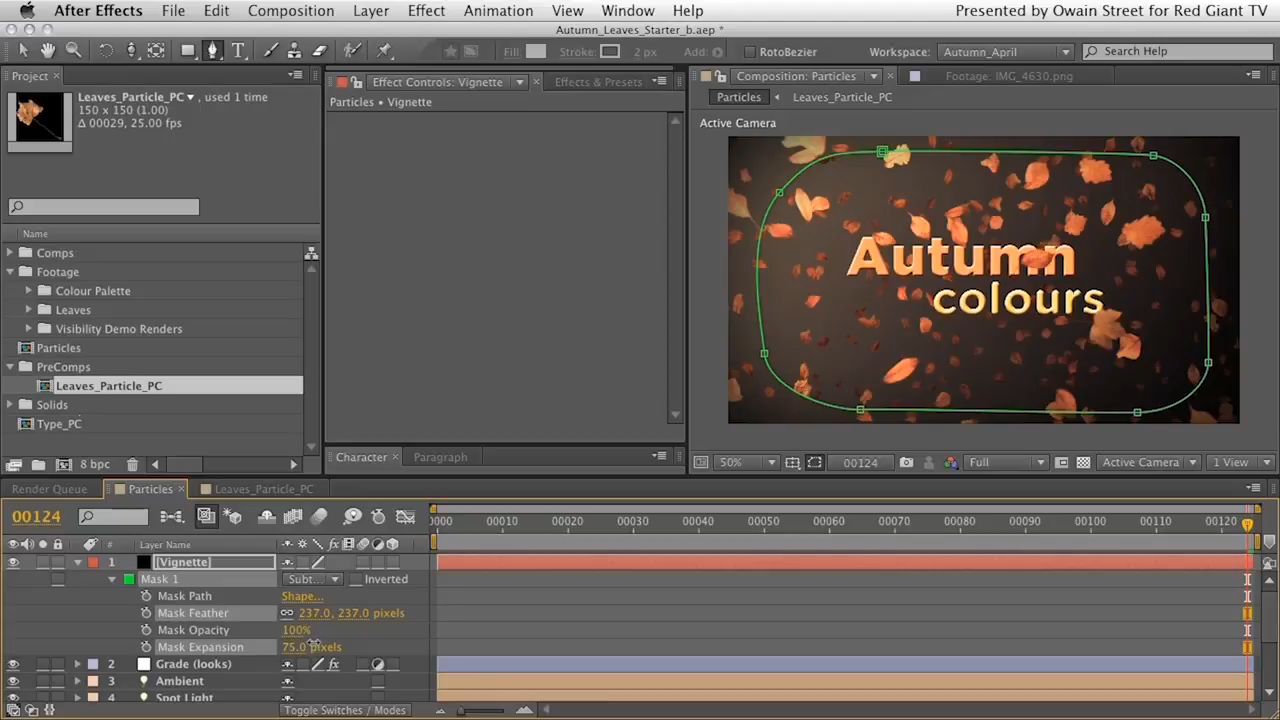 After Effects File Edit Composition Layer Effect Animation View Window Help Presented by Owain Street for Red Giant TV
Autumn_Leaves_Starter_b.aep *
Fill: Stroke: 2 px Add: RotoBezier Workspace: Autumn_April Search Help
Project Effect Controls: Vignette Effects & Presets Composition: Particles Footage: IMG_4630.png
Leaves_Particle_PC , used 1 time
150 x 150 (1.00)
Δ 00029, 25.00 fps
Particles • Vignette
Particles Leaves_Particle_PC
Active Camera
Name
Comps
Footage
Colour Palette
Leaves
Visibility Demo Renders
Particles
PreComps
Leaves_Particle_PC
Solids
Type_PC
Autumn
colours
8 bpc
Character Paragraph
50% 00124 Full Active Camera 1 View
Render Queue Particles Leaves_Particle_PC
00124
0000 00010 00020 00030 00040 00050 00060 00070 00080 00090 00100 00110 00120
# Layer Name
1 [Vignette]
Mask 1 Subt... Inverted
Mask Path Shape...
Mask Feather 237.0, 237.0 pixels
Mask Opacity 100%
Mask Expansion 75.0 pixels
2 Grade (looks)
3 Ambient
4 Spot Light
Toggle Switches / Modes